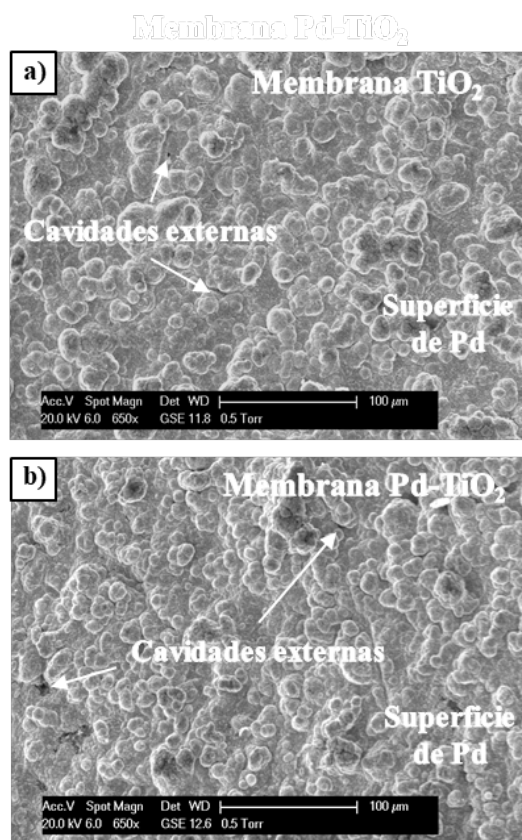 Membrana Pd-TiO₂
a)
Membrana TiO₂
Cavidades externas
Superficie
de Pd
Acc.V Spot Magn Det WD 100 µm
20.0 kV 6.0 650x GSE 11.8 0.5 Torr
b)
Membrana Pd-TiO₂
Cavidades externas
Superficie
de Pd
Acc.V Spot Magn Det WD 100 µm
20.0 kV 6.0 650x GSE 12.6 0.5 Torr